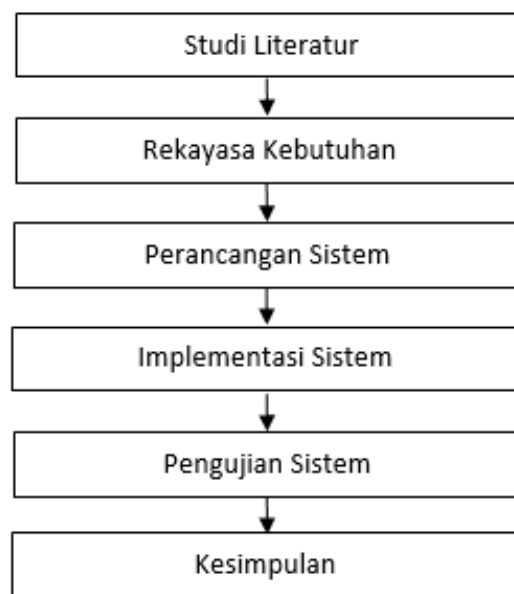 Studi Literatur
Rekayasa Kebutuhan
Perancangan Sistem
Implementasi Sistem
Pengujian Sistem
Kesimpulan